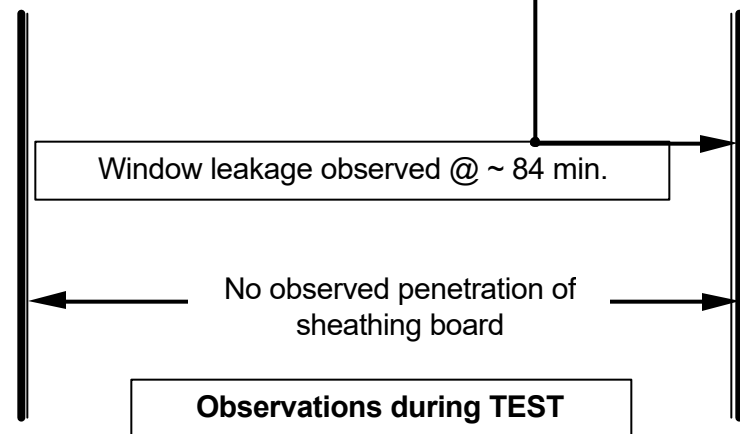 Window leakage observed @ ~ 84 min.
No observed penetration of
sheathing board
Observations during TEST